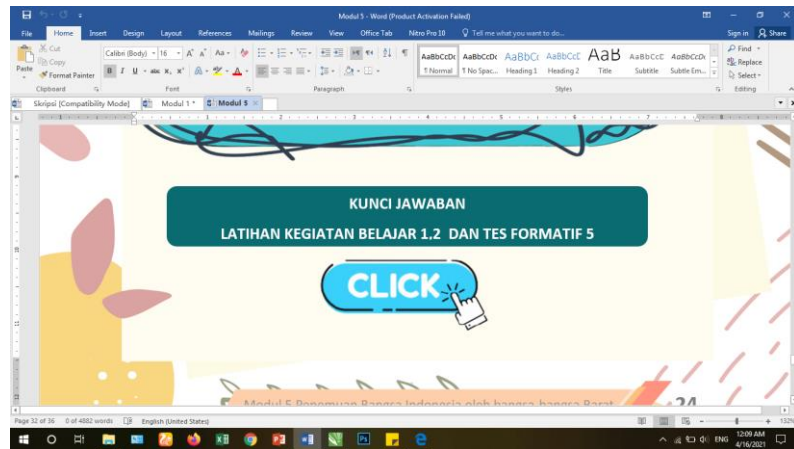 Modul 5 - Word (Product Activation Failed)
File Home Insert Design Layout References Mailings Review View Office Tab Nitro Pro 10 Tell me what you want to do... Sign in Share
Cut
Copy
Format Painter
Paste
Clipboard
Calibri (Body) 16
Font
Paragraph
AaBbCcDc AaBbCcDc AaBbCc AaBbCcC AaB AaBbCcC AaBbCcDc
¶ Normal ¶ No Spac... Heading 1 Heading 2 Title Subtitle Subtle Em...
Styles
Find
Replace
Select
Editing
Skripsi [Compatibility Mode] Modul 1 * Modul 5
KUNCI JAWABAN
LATIHAN KEGIATAN BELAJAR 1,2 DAN TES FORMATIF 5
CLICK
Modul 5 Penemuan Bangsa Indonesia oleh bangsa-bangsa Barat 24
Page 32 of 36 0 of 4882 words English (United States) 132%
ENG 12:09 AM
4/16/2021